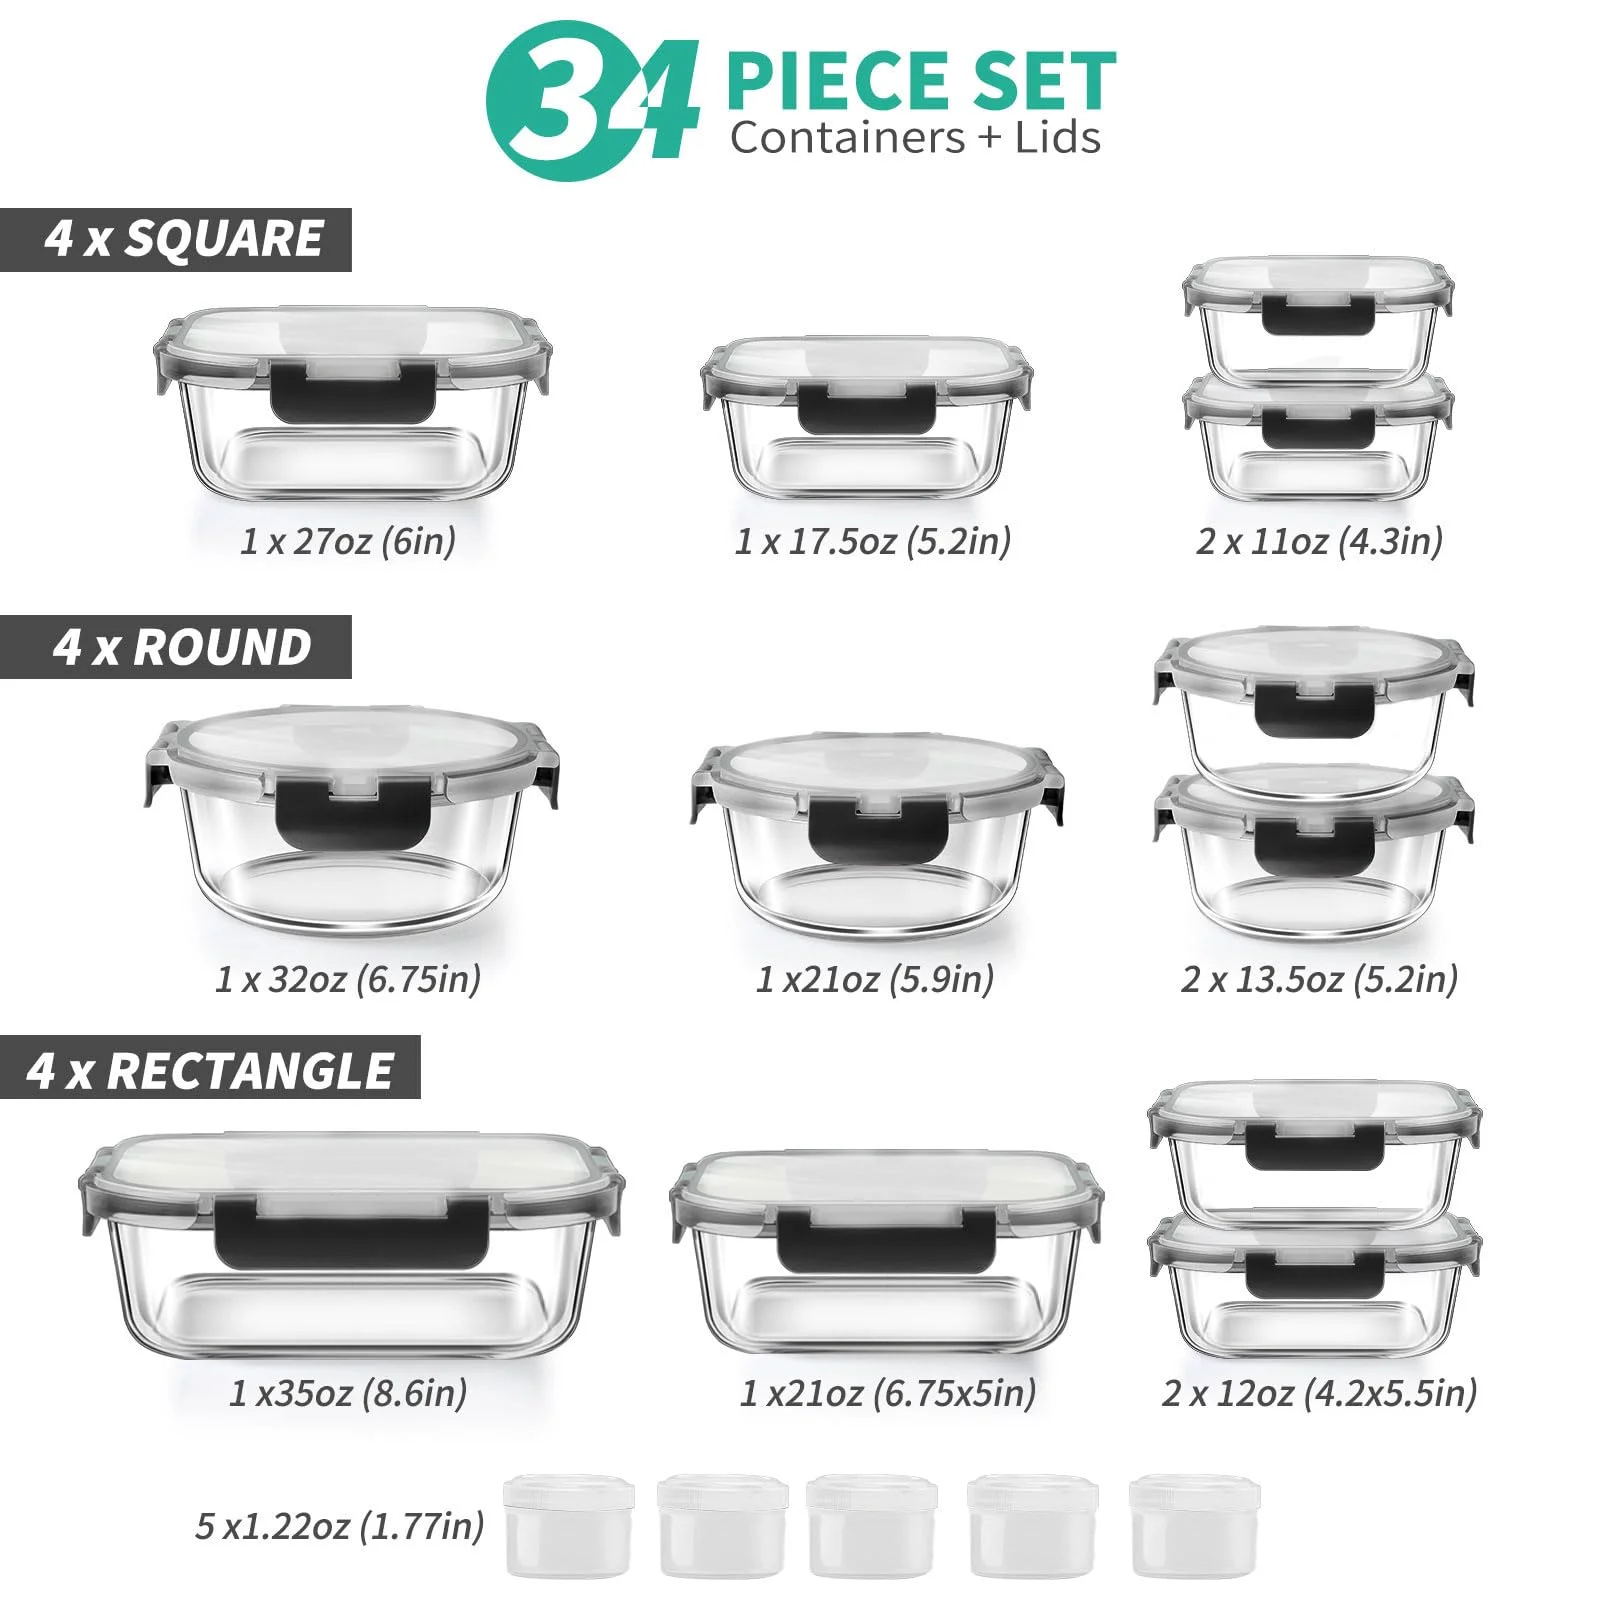 34 PIECE SET
Containers + Lids
4 x SQUARE
1 x 27oz (6in)
1 x 17.5oz (5.2in)
2 x 11oz (4.3in)
4 x ROUND
1 x 32oz (6.75in)
1 x21oz (5.9in)
2 x 13.5oz (5.2in)
4 x RECTANGLE
1 x35oz (8.6in)
1 x21oz (6.75x5in)
2 x 12oz (4.2x5.5in)
5 x1.22oz (1.77in)